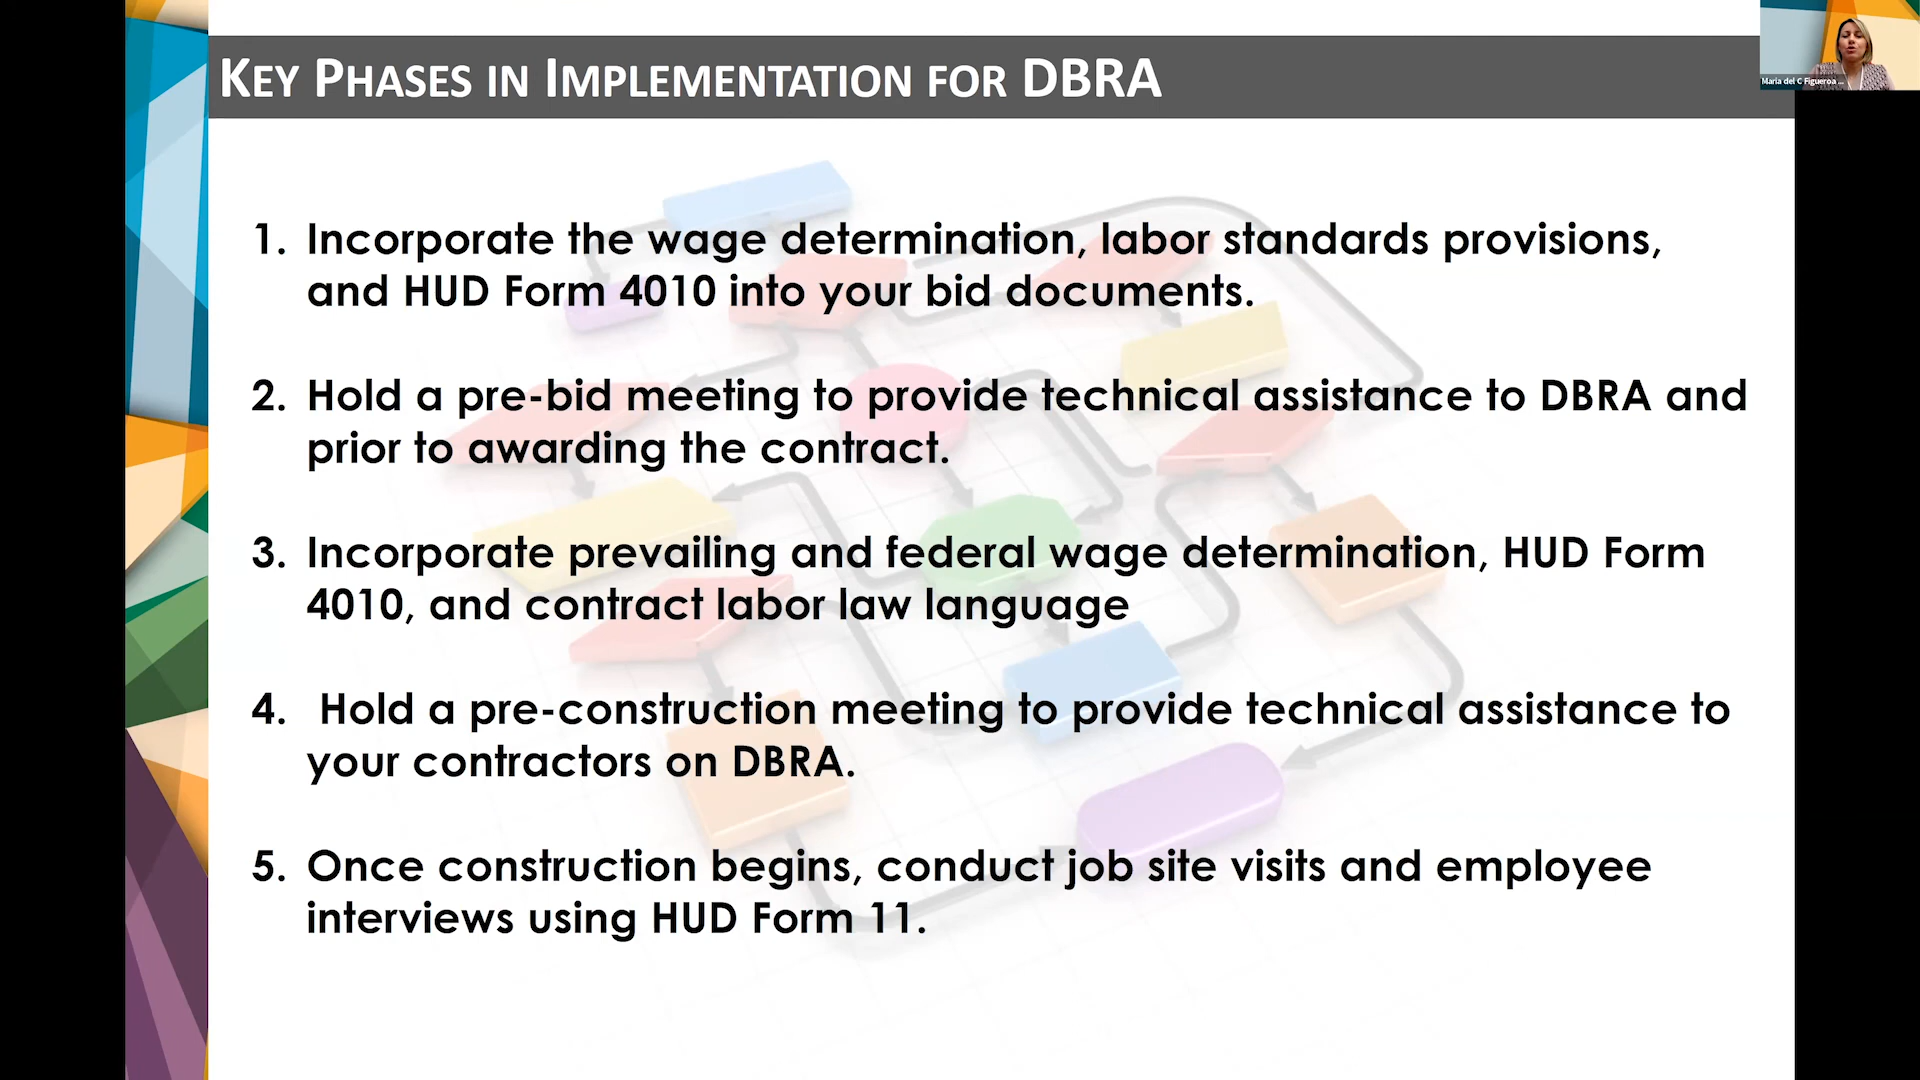 KEY PHASES IN IMPLEMENTATION FOR DBRA
Maria del C Figueroa ...
1. Incorporate the wage determination, labor standards provisions,
and HUD Form 4010 into your bid documents.
2. Hold a pre-bid meeting to provide technical assistance to DBRA and
prior to awarding the contract.
3. Incorporate prevailing and federal wage determination, HUD Form
4010, and contract labor law language
4. Hold a pre-construction meeting to provide technical assistance to
your contractors on DBRA.
5. Once construction begins, conduct job site visits and employee
interviews using HUD Form 11.